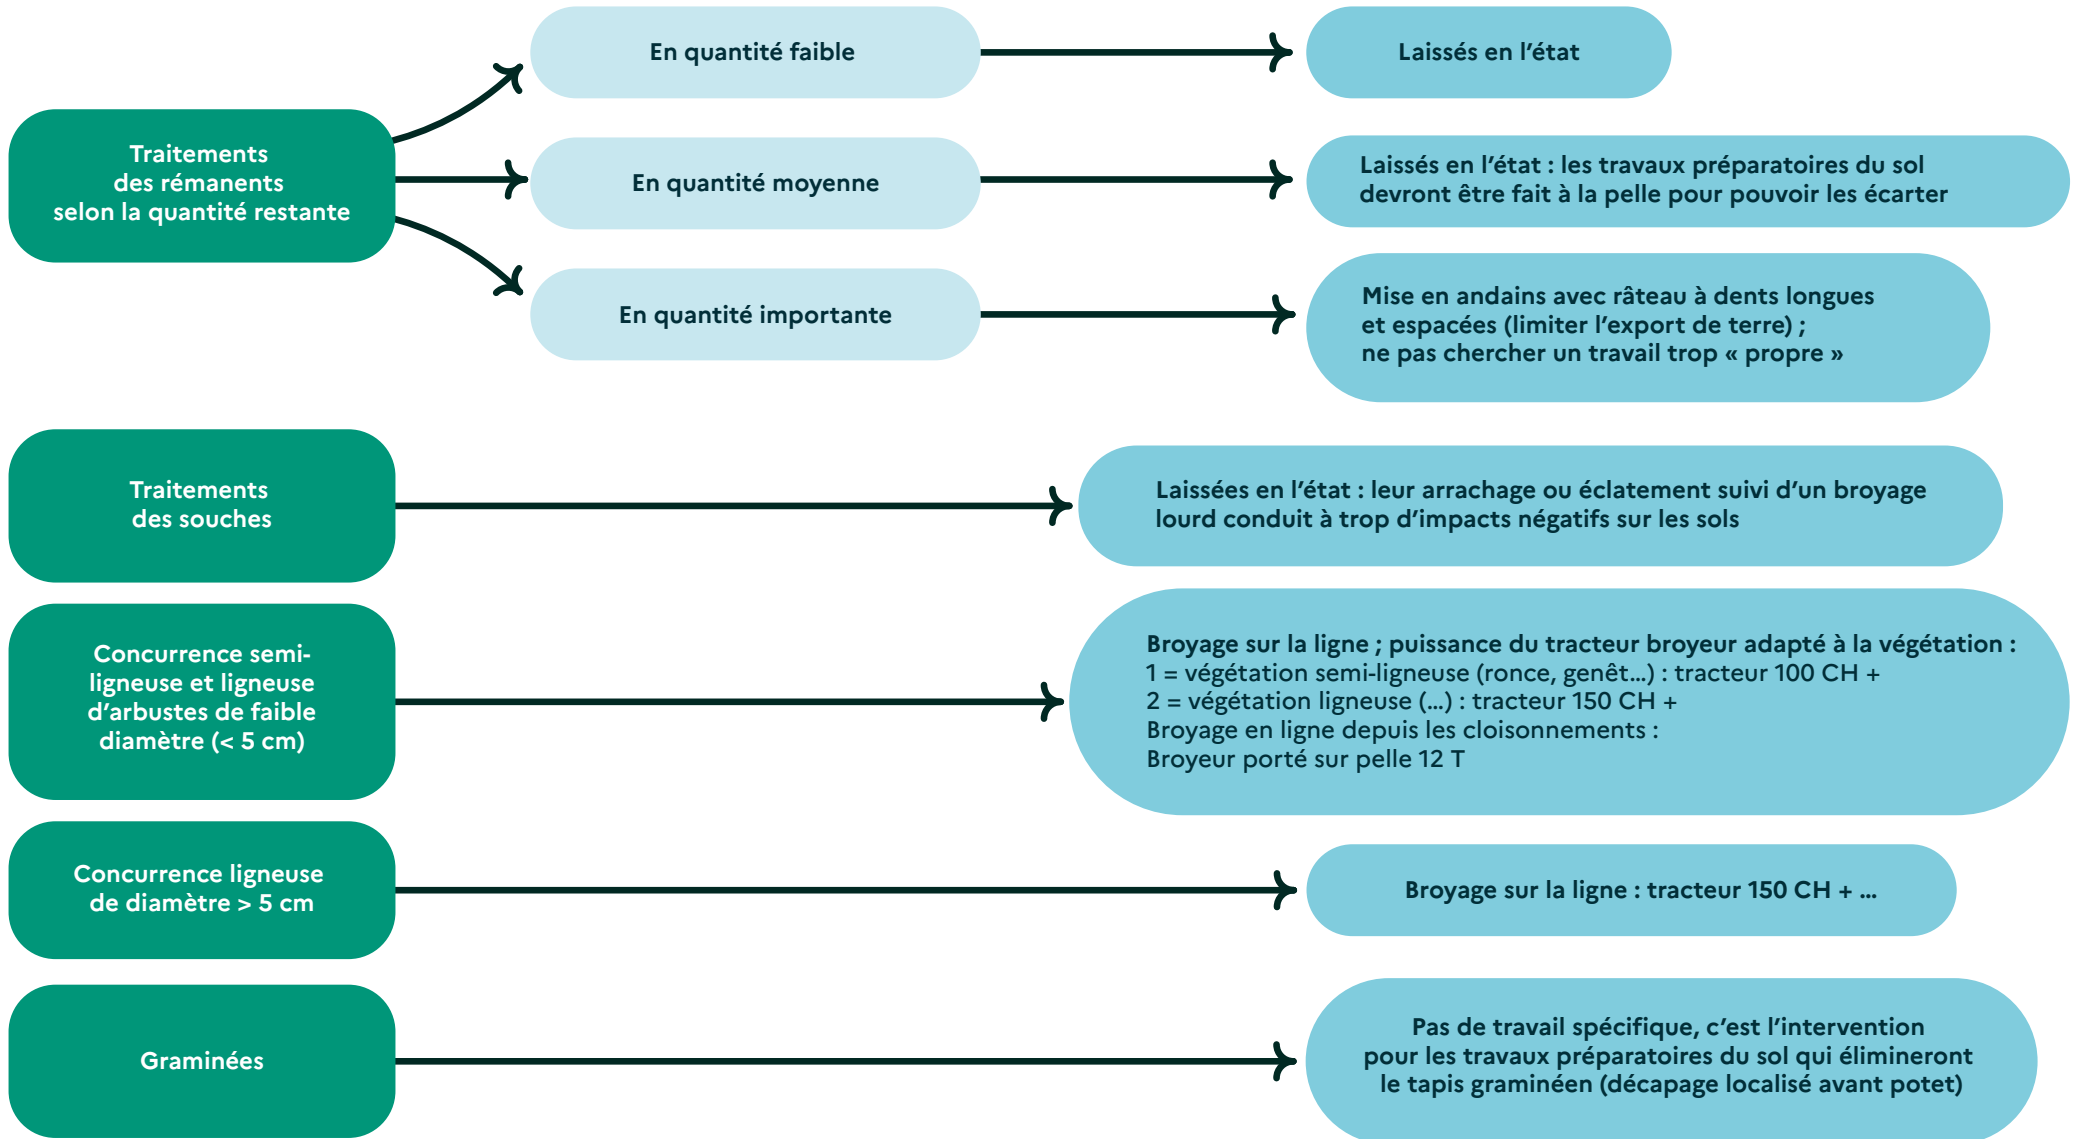 Traitements
des rémanents
selon la quantité restante
En quantité faible
Laissés en l'état
En quantité moyenne
Laissés en l'état : les travaux préparatoires du sol
devront être fait à la pelle pour pouvoir les écarter
En quantité importante
Mise en andains avec râteau à dents longues
et espacées (limiter l'export de terre) ;
ne pas chercher un travail trop « propre »
Traitements
des souches
Laissées en l'état : leur arrachage ou éclatement suivi d'un broyage
lourd conduit à trop d'impacts négatifs sur les sols
Concurrence semi-
ligneuse et ligneuse
d'arbustes de faible
diamètre (< 5 cm)
Broyage sur la ligne ; puissance du tracteur broyeur adapté à la végétation :
1 = végétation semi-ligneuse (ronce, genêt…) : tracteur 100 CH +
2 = végétation ligneuse (…) : tracteur 150 CH +
Broyage en ligne depuis les cloisonnements :
Broyeur porté sur pelle 12 T
Concurrence ligneuse
de diamètre > 5 cm
Broyage sur la ligne : tracteur 150 CH + …
Graminées
Pas de travail spécifique, c'est l'intervention
pour les travaux préparatoires du sol qui élimineront
le tapis graminéen (décapage localisé avant potet)